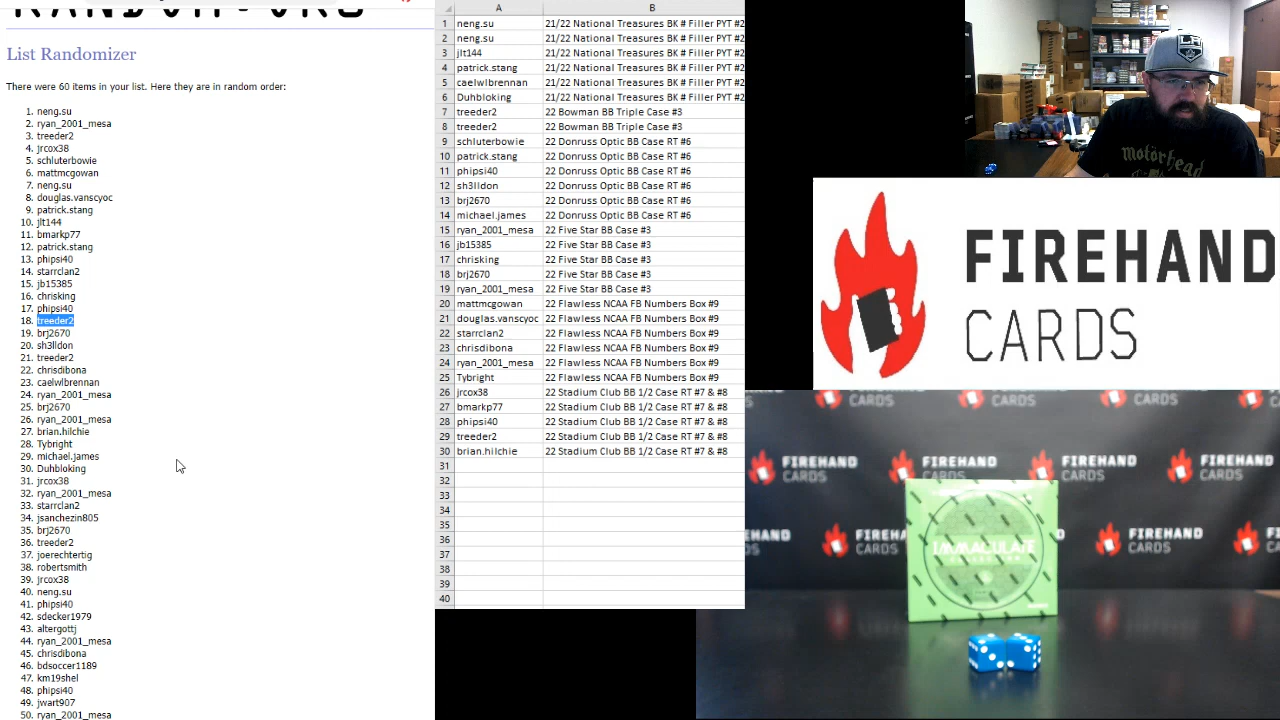 RANDOM.ORG
List Randomizer
There were 60 items in your list. Here they are in random order:
1. neng.su
2. ryan_2001_mesa
3. treeder2
4. jrcox38
5. schluterbowie
6. mattmcgowan
7. neng.su
8. douglas.vanscyoc
9. patrick.stang
10. jlt144
11. bmarkp77
12. patrick.stang
13. phipsi40
14. starrclan2
15. jb15385
16. chrisking
17. phipsi40
18. treeder2
19. brj2670
20. sh3lldon
21. treeder2
22. chrisdibona
23. caelwlbrennan
24. ryan_2001_mesa
25. brj2670
26. ryan_2001_mesa
27. brian.hilchie
28. Tybright
29. michael.james
30. Duhbloking
31. jrcox38
32. ryan_2001_mesa
33. starrclan2
34. jsanchezin805
35. brj2670
36. treeder2
37. joerechtertig
38. robertsmith
39. jrcox38
40. neng.su
41. phipsi40
42. sdecker1979
43. altergottj
44. ryan_2001_mesa
45. chrisdibona
46. bdsoccer1189
47. km19shel
48. phipsi40
49. jwart907
50. ryan_2001_mesa
A B
1 neng.su 21/22 National Treasures BK # Filler PYT #2
2 neng.su 21/22 National Treasures BK # Filler PYT #2
3 jlt144 21/22 National Treasures BK # Filler PYT #2
4 patrick.stang 21/22 National Treasures BK # Filler PYT #2
5 caelwlbrennan 21/22 National Treasures BK # Filler PYT #2
6 Duhbloking 21/22 National Treasures BK # Filler PYT #2
7 treeder2 22 Bowman BB Triple Case #3
8 treeder2 22 Bowman BB Triple Case #3
9 schluterbowie 22 Donruss Optic BB Case RT #6
10 patrick.stang 22 Donruss Optic BB Case RT #6
11 phipsi40 22 Donruss Optic BB Case RT #6
12 sh3lldon 22 Donruss Optic BB Case RT #6
13 brj2670 22 Donruss Optic BB Case RT #6
14 michael.james 22 Donruss Optic BB Case RT #6
15 ryan_2001_mesa 22 Five Star BB Case #3
16 jb15385 22 Five Star BB Case #3
17 chrisking 22 Five Star BB Case #3
18 brj2670 22 Five Star BB Case #3
19 ryan_2001_mesa 22 Five Star BB Case #3
20 mattmcgowan 22 Flawless NCAA FB Numbers Box #9
21 douglas.vanscyoc 22 Flawless NCAA FB Numbers Box #9
22 starrclan2 22 Flawless NCAA FB Numbers Box #9
23 chrisdibona 22 Flawless NCAA FB Numbers Box #9
24 ryan_2001_mesa 22 Flawless NCAA FB Numbers Box #9
25 Tybright 22 Flawless NCAA FB Numbers Box #9
26 jrcox38 22 Stadium Club BB 1/2 Case RT #7 & #8
27 bmarkp77 22 Stadium Club BB 1/2 Case RT #7 & #8
28 phipsi40 22 Stadium Club BB 1/2 Case RT #7 & #8
29 treeder2 22 Stadium Club BB 1/2 Case RT #7 & #8
30 brian.hilchie 22 Stadium Club BB 1/2 Case RT #7 & #8
31
32
33
34
35
36
37
38
39
40
Motörhead
FIREHAND
CARDS
CARDS
CARDS
CARDS
CARDS
FIREHAND
CARDS
FIREHAND
CARDS
FIREHAND
CARDS
FIREHAND
CARDS
FIREHAND
CARDS
IMMACULATE
COLLECTION